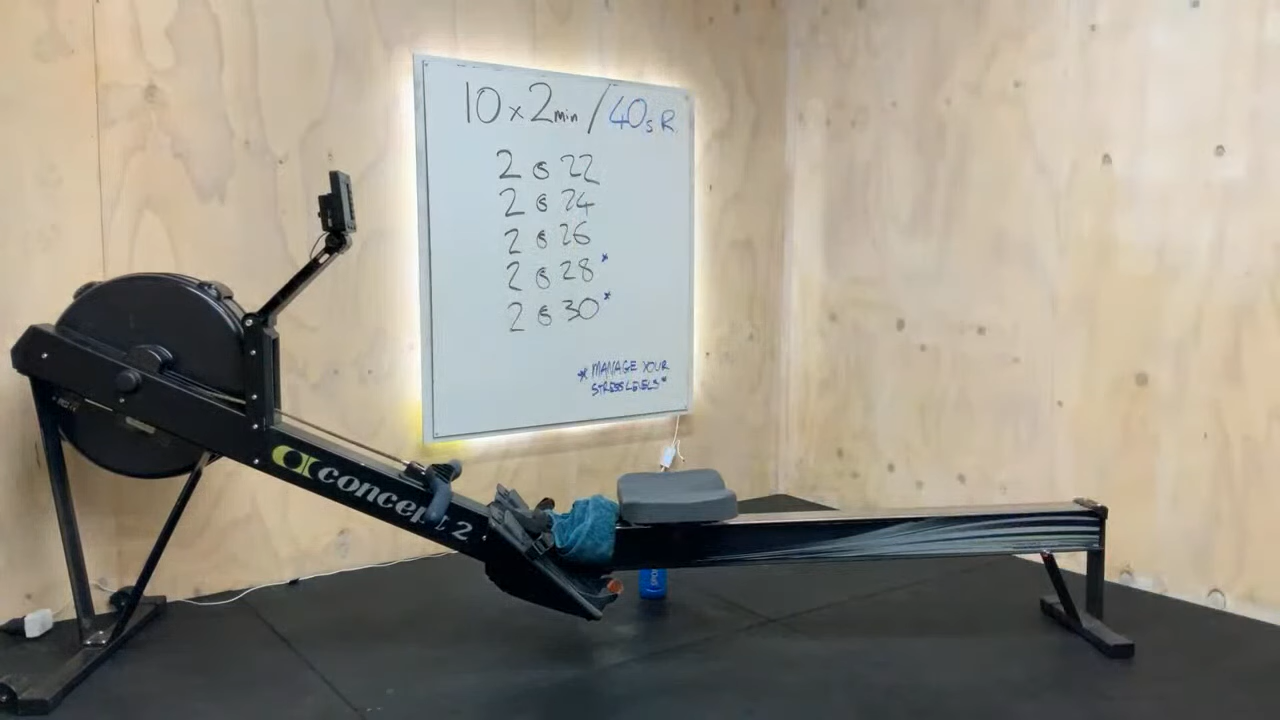 10 x 2min / 40s R
2 @ 22
2 @ 24
2 @ 26
2 @ 28 *
2 @ 30 *
* MANAGE YOUR
STRESS LEVELS *
concept 2